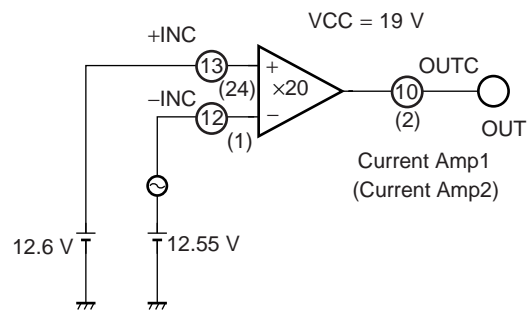 VCC = 19 V
+INC
13
(24)
+
×20
−
−INC
12
(1)
OUTC
10
(2)
OUT
Current Amp1
(Current Amp2)
12.6 V
12.55 V